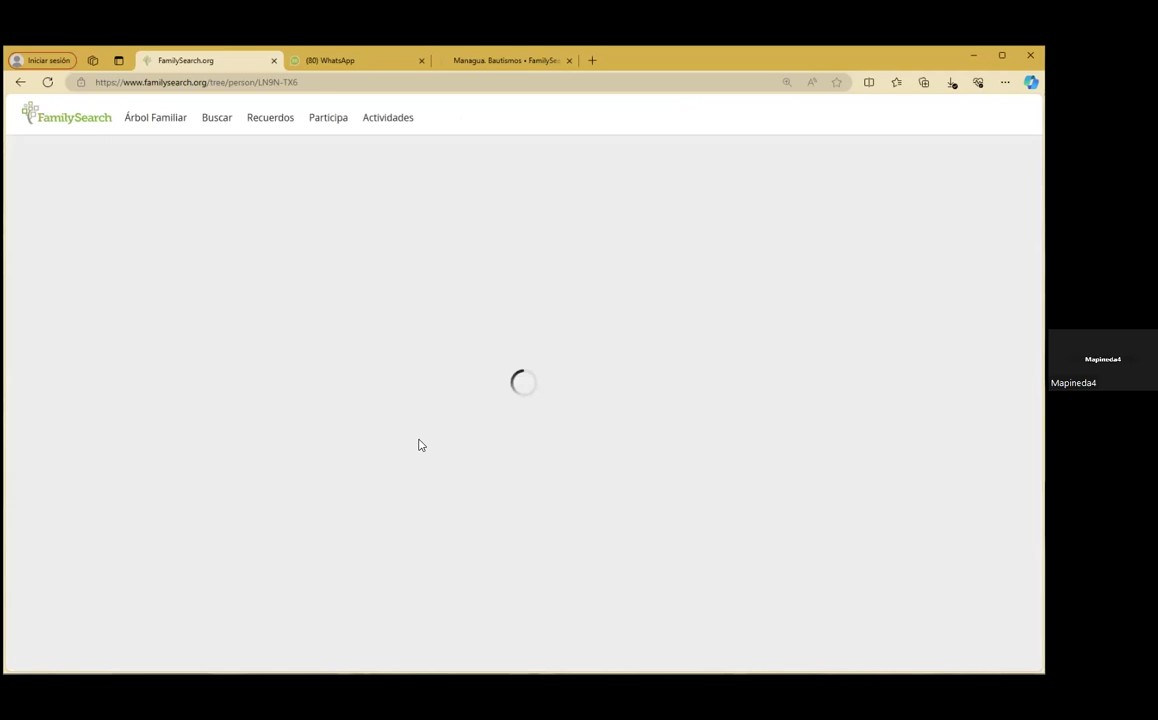 Iniciar sesión
FamilySearch.org
(80) WhatsApp
Managua. Bautismos • FamilySe
https://www.familysearch.org/tree/person/LN9N-TX6
FamilySearch
Árbol Familiar
Buscar
Recuerdos
Participa
Actividades
Mapineda4
Mapineda4